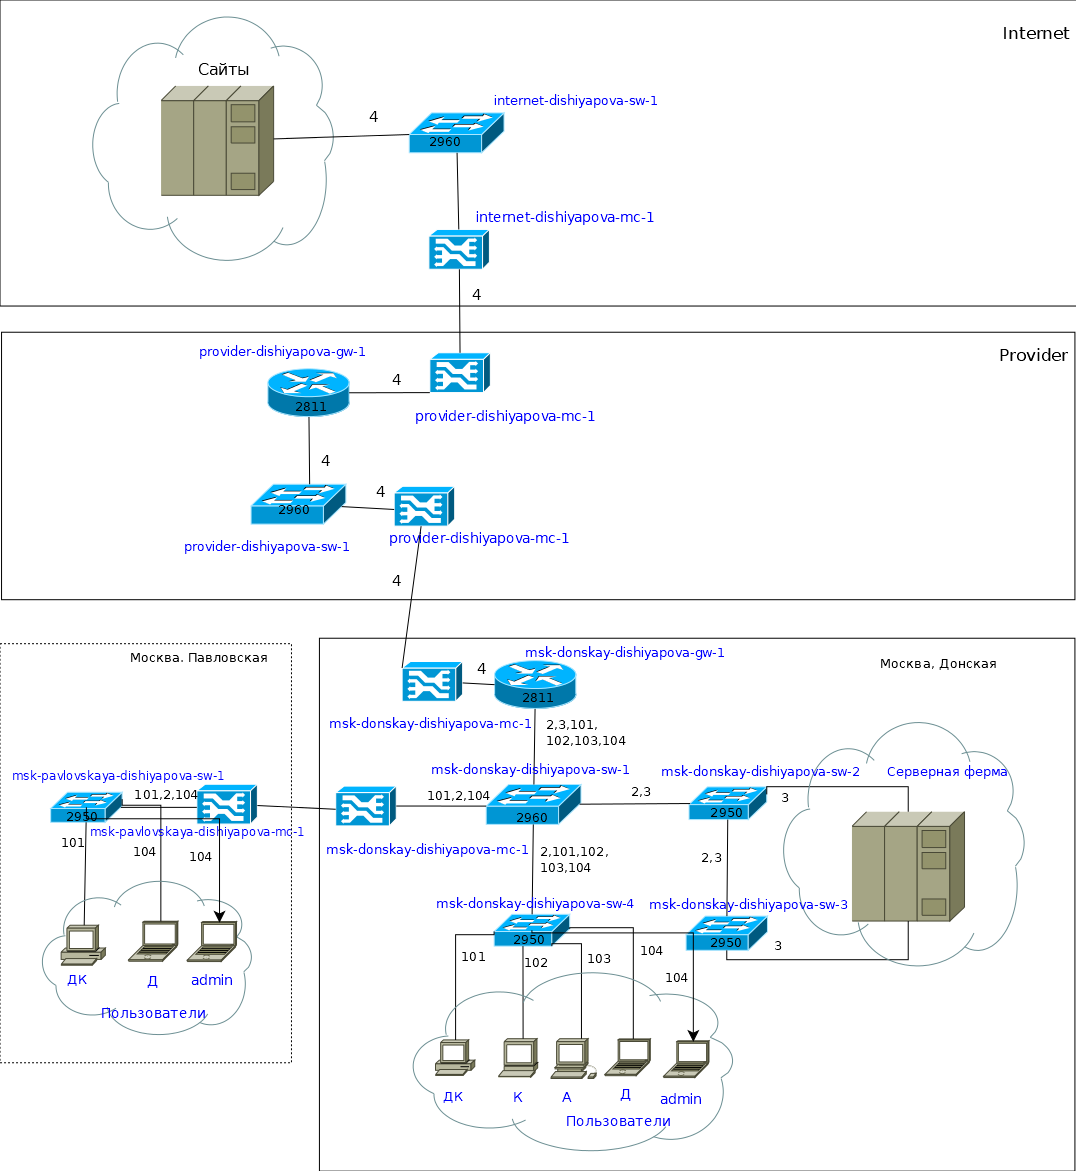 Internet
Сайты
internet-dishiyapova-sw-1
4
2960
internet-dishiyapova-mc-1
4
Provider
provider-dishiyapova-gw-1
4
2811
provider-dishiyapova-mc-1
4
4
2960
provider-dishiyapova-mc-1
provider-dishiyapova-sw-1
4
Москва. Павловская
msk-donskay-dishiyapova-gw-1
Москва, Донская
4
2811
msk-donskay-dishiyapova-mc-1
2,3,101,
102,103,104
msk-pavlovskaya-dishiyapova-sw-1
msk-donskay-dishiyapova-sw-1
msk-donskay-dishiyapova-sw-2
Серверная ферма
101,2,104
101,2,104
2,3
3
2950
2960
2950
msk-pavlovskaya-dishiyapova-mc-1
msk-donskay-dishiyapova-mc-1
101
104
104
2,101,102,
103,104
2,3
msk-donskay-dishiyapova-sw-4
msk-donskay-dishiyapova-sw-3
2950
2950
3
101
102
103
104
104
ДК
Д
admin
Пользователи
ДК
К
А
Д
admin
Пользователи